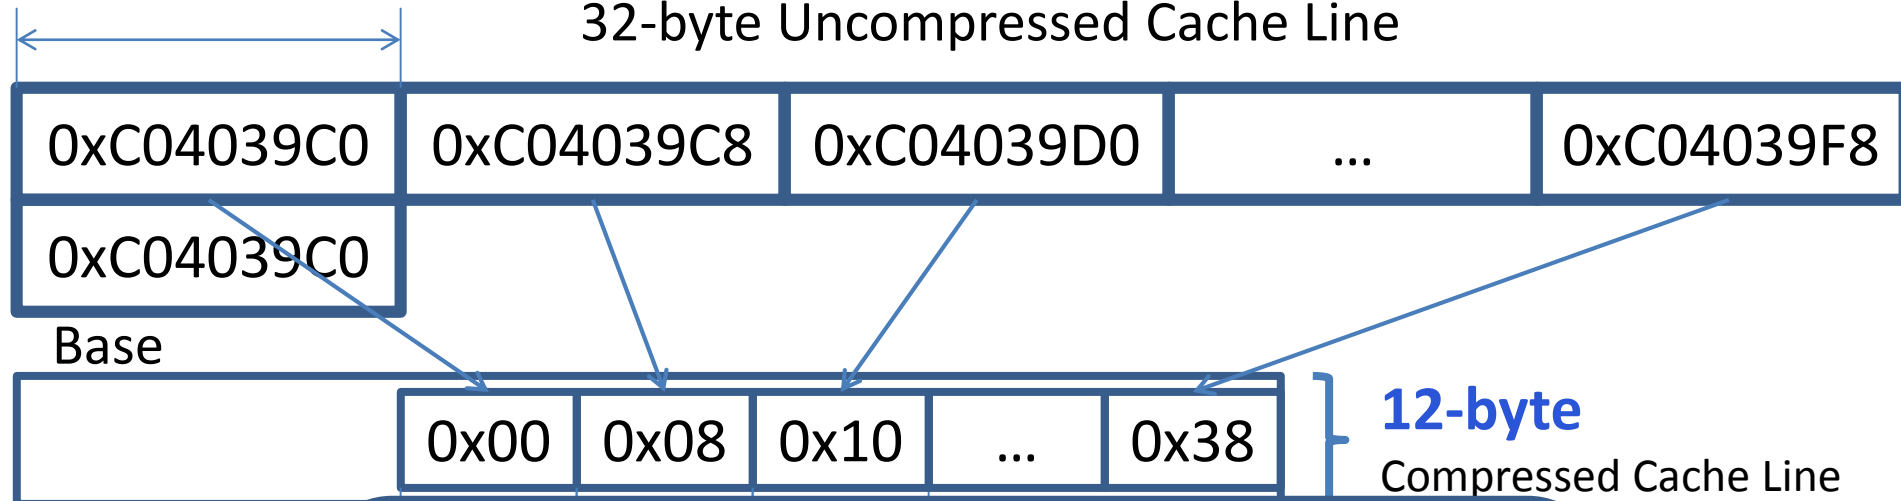 32-byte Uncompressed Cache Line
0xC04039C0 0xC04039C8 0xC04039D0 … 0xC04039F8
0xC04039C0
Base
0x00 0x08 0x10 … 0x38
12-byte
Compressed Cache Line